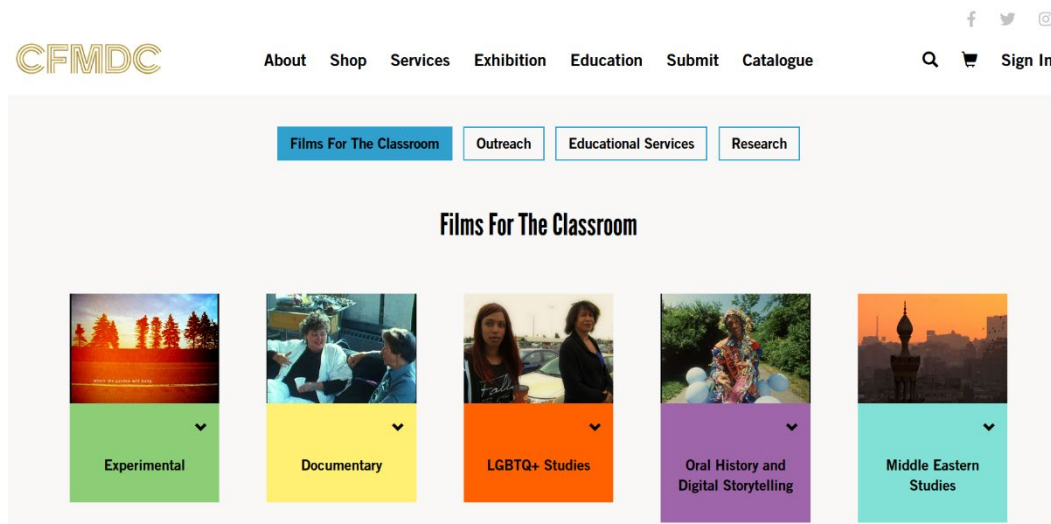 CFMDC
About Shop Services Exhibition Education Submit Catalogue
Sign In
Films For The Classroom
Outreach
Educational Services
Research
Films For The Classroom
Experimental
Documentary
LGBTQ+ Studies
Oral History and
Digital Storytelling
Middle Eastern
Studies